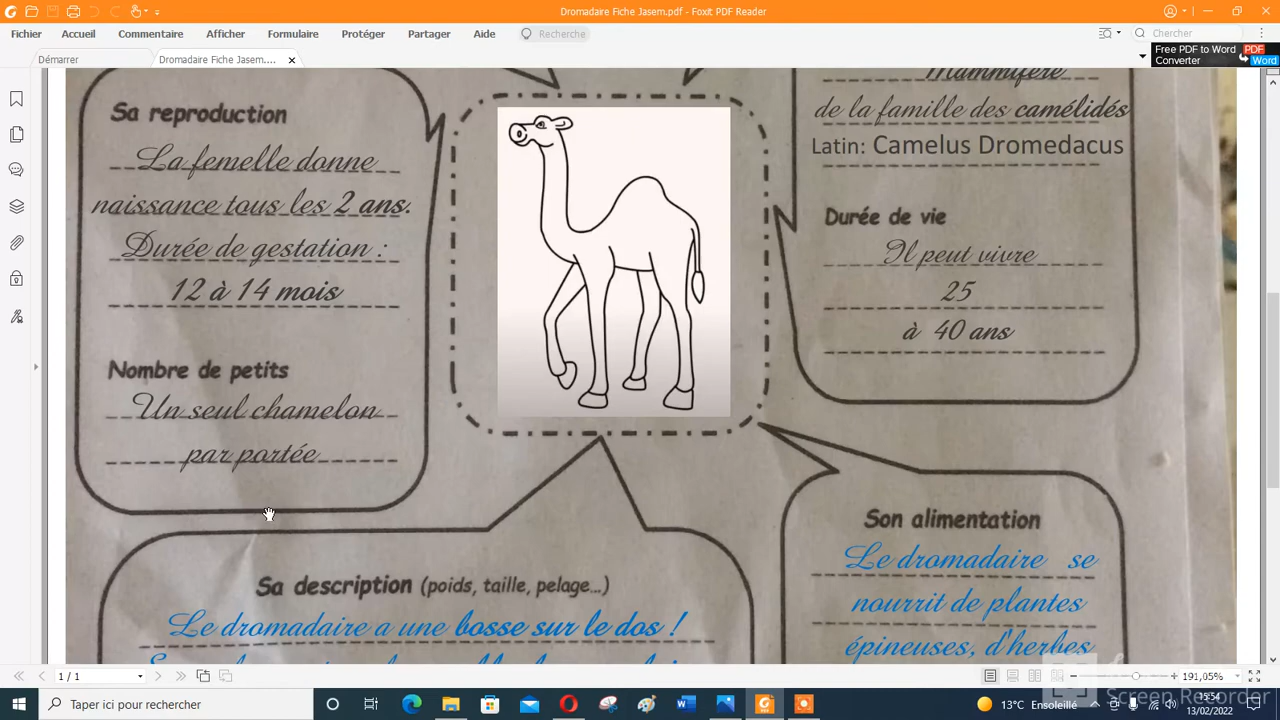 Dromadaire Fiche Jasem.pdf - Foxit PDF Reader
Fichier Accueil Commentaire Afficher Formulaire Protéger Partager Aide Recherche Chercher
Démarrer Dromadaire Fiche Jasem....
Free PDF to Word Converter PDF Word
Mammifère
de la famille des camélidés
Latin: Camelus Dromedacus
Sa reproduction
La femelle donne
naissance tous les 2 ans.
Durée de gestation :
12 à 14 mois
Nombre de petits
Un seul chamelon
par portée
Durée de vie
Il peut vivre
25
à 40 ans
Sa description (poids, taille, pelage...)
Le dromadaire a une bosse sur le dos !
Son alimentation
Le dromadaire se
nourrit de plantes
épineuses, d'herbes
1 / 1 191,05%
Screen Recorder
Taper ici pour rechercher 13°C Ensoleillé 15:54
13/02/2022